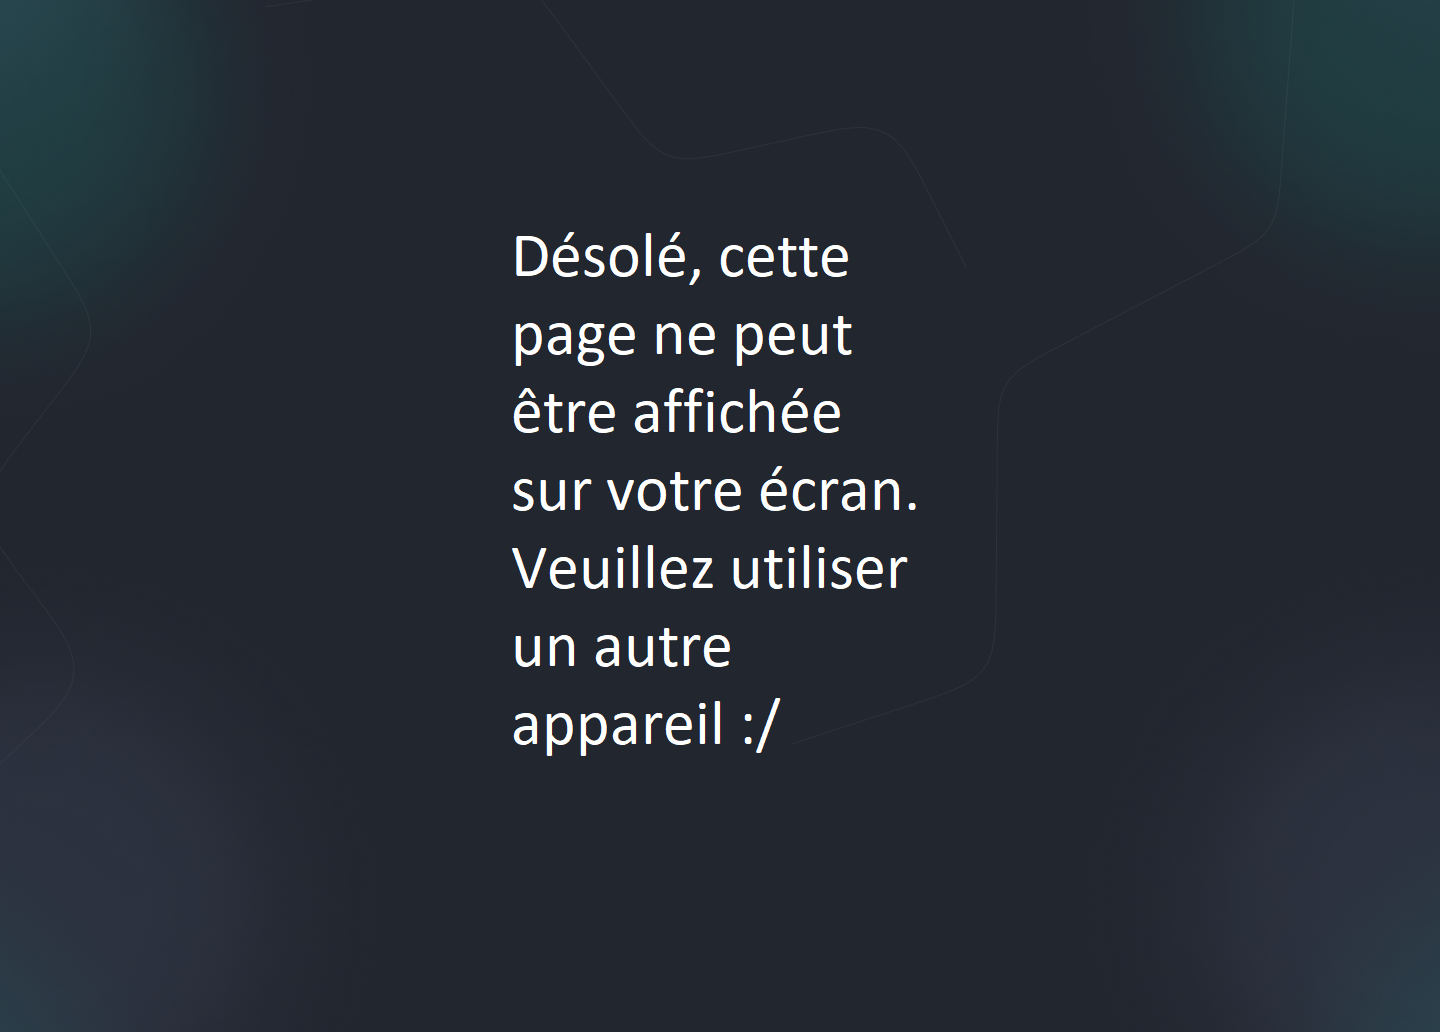 Désolé, cette
page ne peut
être affichée
sur votre écran.
Veuillez utiliser
un autre
appareil :/